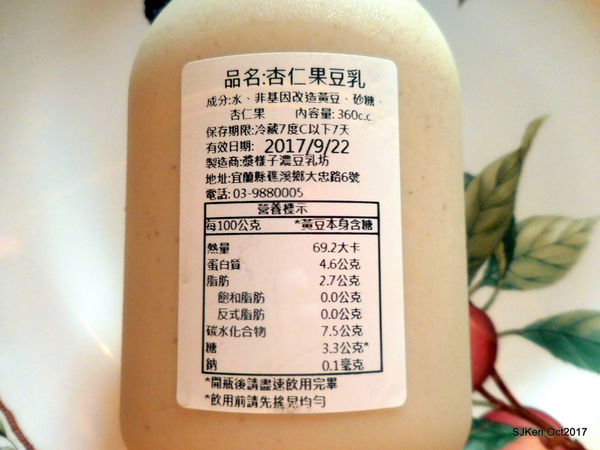 品名:杏仁果豆乳
成分:水、非基因改造黃豆、砂糖、
杏仁果 內容量:360c.c
保存期限:冷藏7度C以下7天
有效日期: 2017/9/22
製造商:漿樣子濃豆乳坊
地址:宜蘭縣礁溪鄉大忠路6號
電話:03-9880005
營養標示
每100公克 *黃豆本身含糖
熱量 69.2大卡
蛋白質 4.6公克
脂肪 2.7公克
飽和脂肪 0.0公克
反式脂肪 0.0公克
碳水化合物 7.5公克
糖 3.3公克*
鈉 0.1毫克
*開瓶後請盡速飲用完畢
*飲用前請先搖晃均勻
SJKen Oct2017